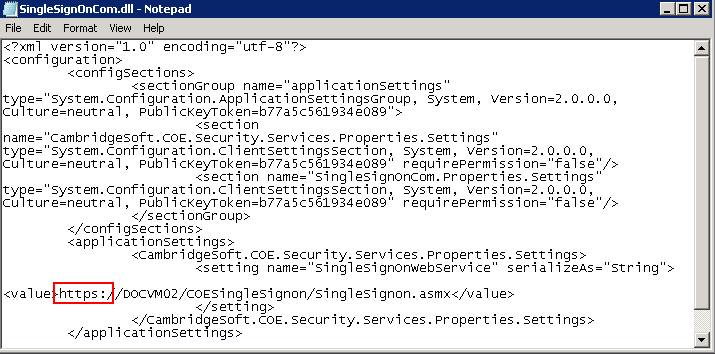 SingleSignOnCom.dll - Notepad
File Edit Format View Help
<?xml version="1.0" encoding="utf-8"?>
<configuration>
<configSections>
<sectionGroup name="applicationSettings"
type="System.Configuration.ApplicationSettingsGroup, System, Version=2.0.0.0,
Culture=neutral, PublicKeyToken=b77a5c561934e089">
<section
name="CambridgeSoft.COE.Security.Services.Properties.Settings"
type="System.Configuration.ClientSettingsSection, System, Version=2.0.0.0,
Culture=neutral, PublicKeyToken=b77a5c561934e089" requirePermission="false"/>
<section name="SingleSignOnCom.Properties.Settings"
type="System.Configuration.ClientSettingsSection, System, Version=2.0.0.0,
Culture=neutral, PublicKeyToken=b77a5c561934e089" requirePermission="false"/>
</sectionGroup>
</configSections>
<applicationSettings>
<CambridgeSoft.COE.Security.Services.Properties.Settings>
<setting name="SingleSignOnWebService" serializeAs="String">
<value>https://DOCVM02/COESingleSignon/SingleSignon.asmx</value>
</setting>
</CambridgeSoft.COE.Security.Services.Properties.Settings>
</applicationSettings>